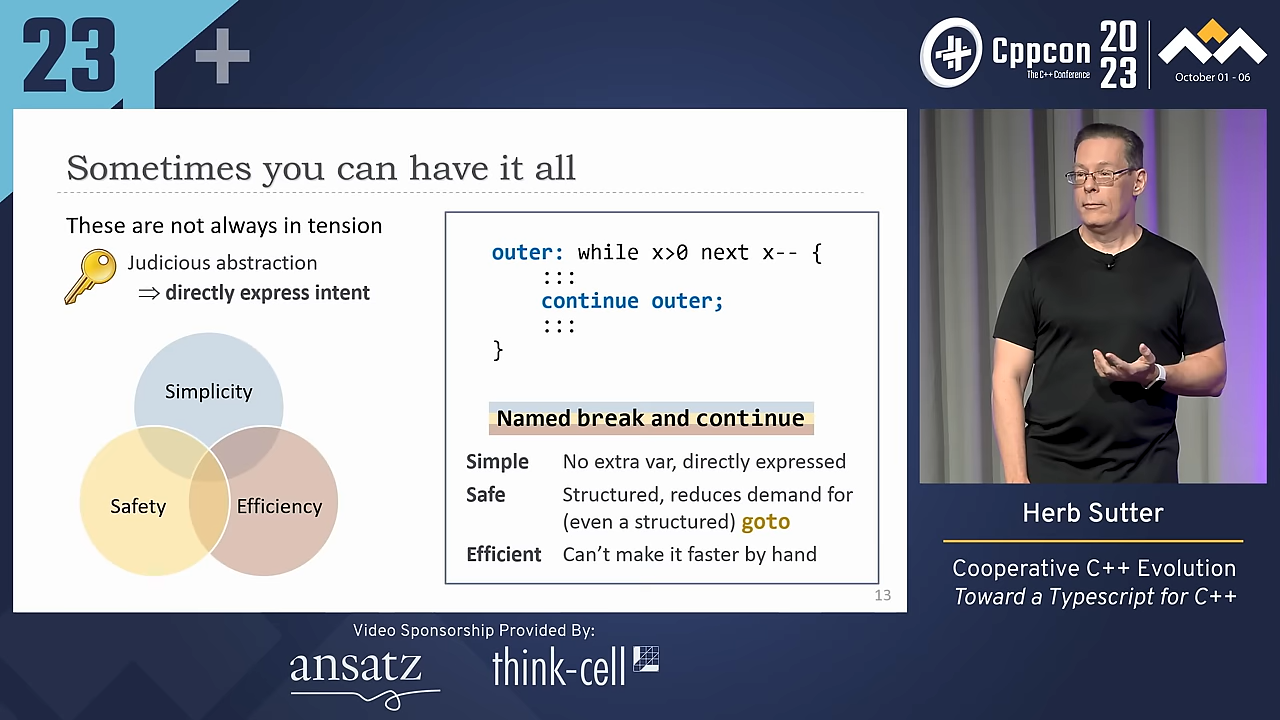 23
Cppcon
The C++ Conference
20
23
October 01 - 06
Sometimes you can have it all
These are not always in tension
Judicious abstraction
⇒ directly express intent
Simplicity
Safety
Efficiency
outer: while x>0 next x-- {
:::
continue outer;
:::
}
Named break and continue
Simple No extra var, directly expressed
Safe Structured, reduces demand for
(even a structured) goto
Efficient Can’t make it faster by hand
13
Herb Sutter
Cooperative C++ Evolution
Toward a Typescript for C++
Video Sponsorship Provided By:
ansatz
think-cell